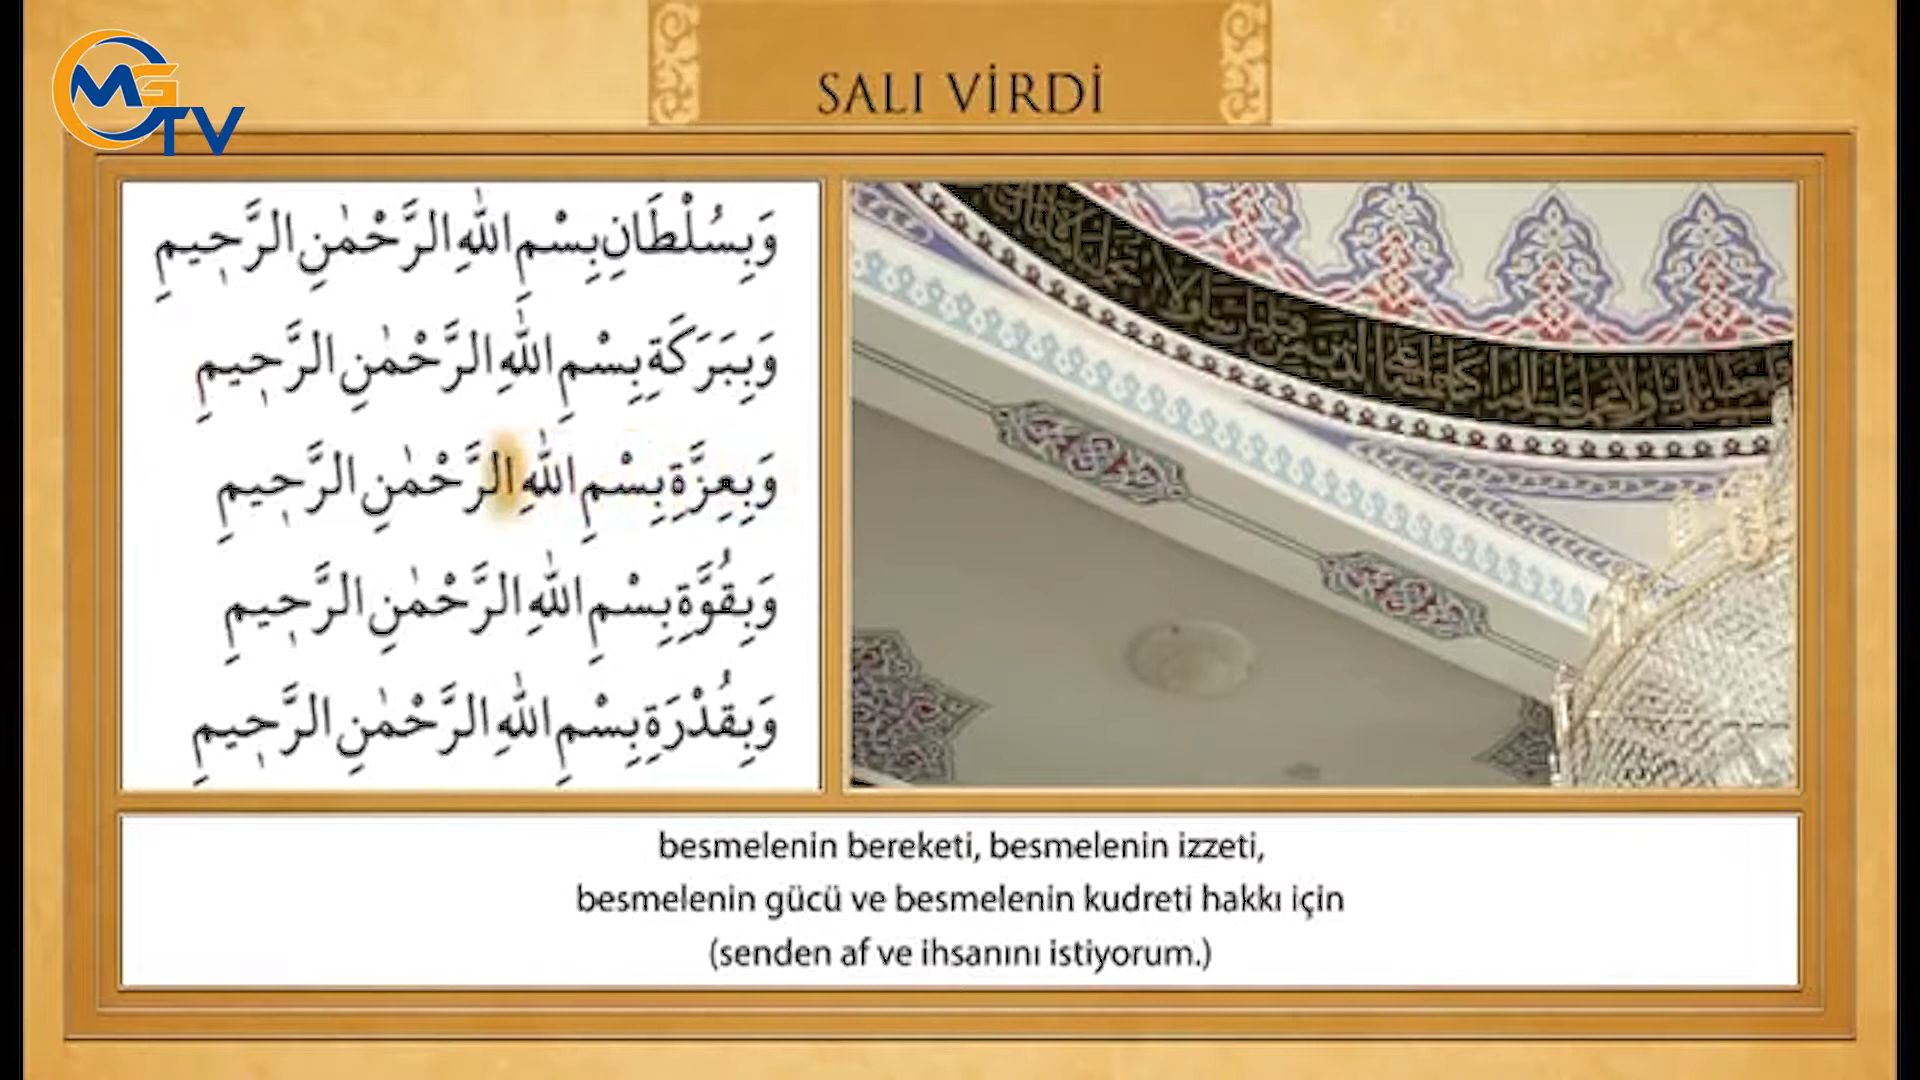 MG TV
SALI VİRDİ
وَبِسُلْطَانِ بِسْمِ اللّٰهِ الرَّحْمٰنِ الرَّحٖيمِ
وَبِبَرَكَةِ بِسْمِ اللّٰهِ الرَّحْمٰنِ الرَّحٖيمِ
وَبِعِزَّةِ بِسْمِ اللّٰهِ الرَّحْمٰنِ الرَّحٖيمِ
وَبِقُوَّةِ بِسْمِ اللّٰهِ الرَّحْمٰنِ الرَّحٖيمِ
وَبِقُدْرَةِ بِسْمِ اللّٰهِ الرَّحْمٰنِ الرَّحٖيمِ
besmelenin bereketi, besmelenin izzeti,
besmelenin gücü ve besmelenin kudreti hakkı için
(senden af ve ihsanını istiyorum.)